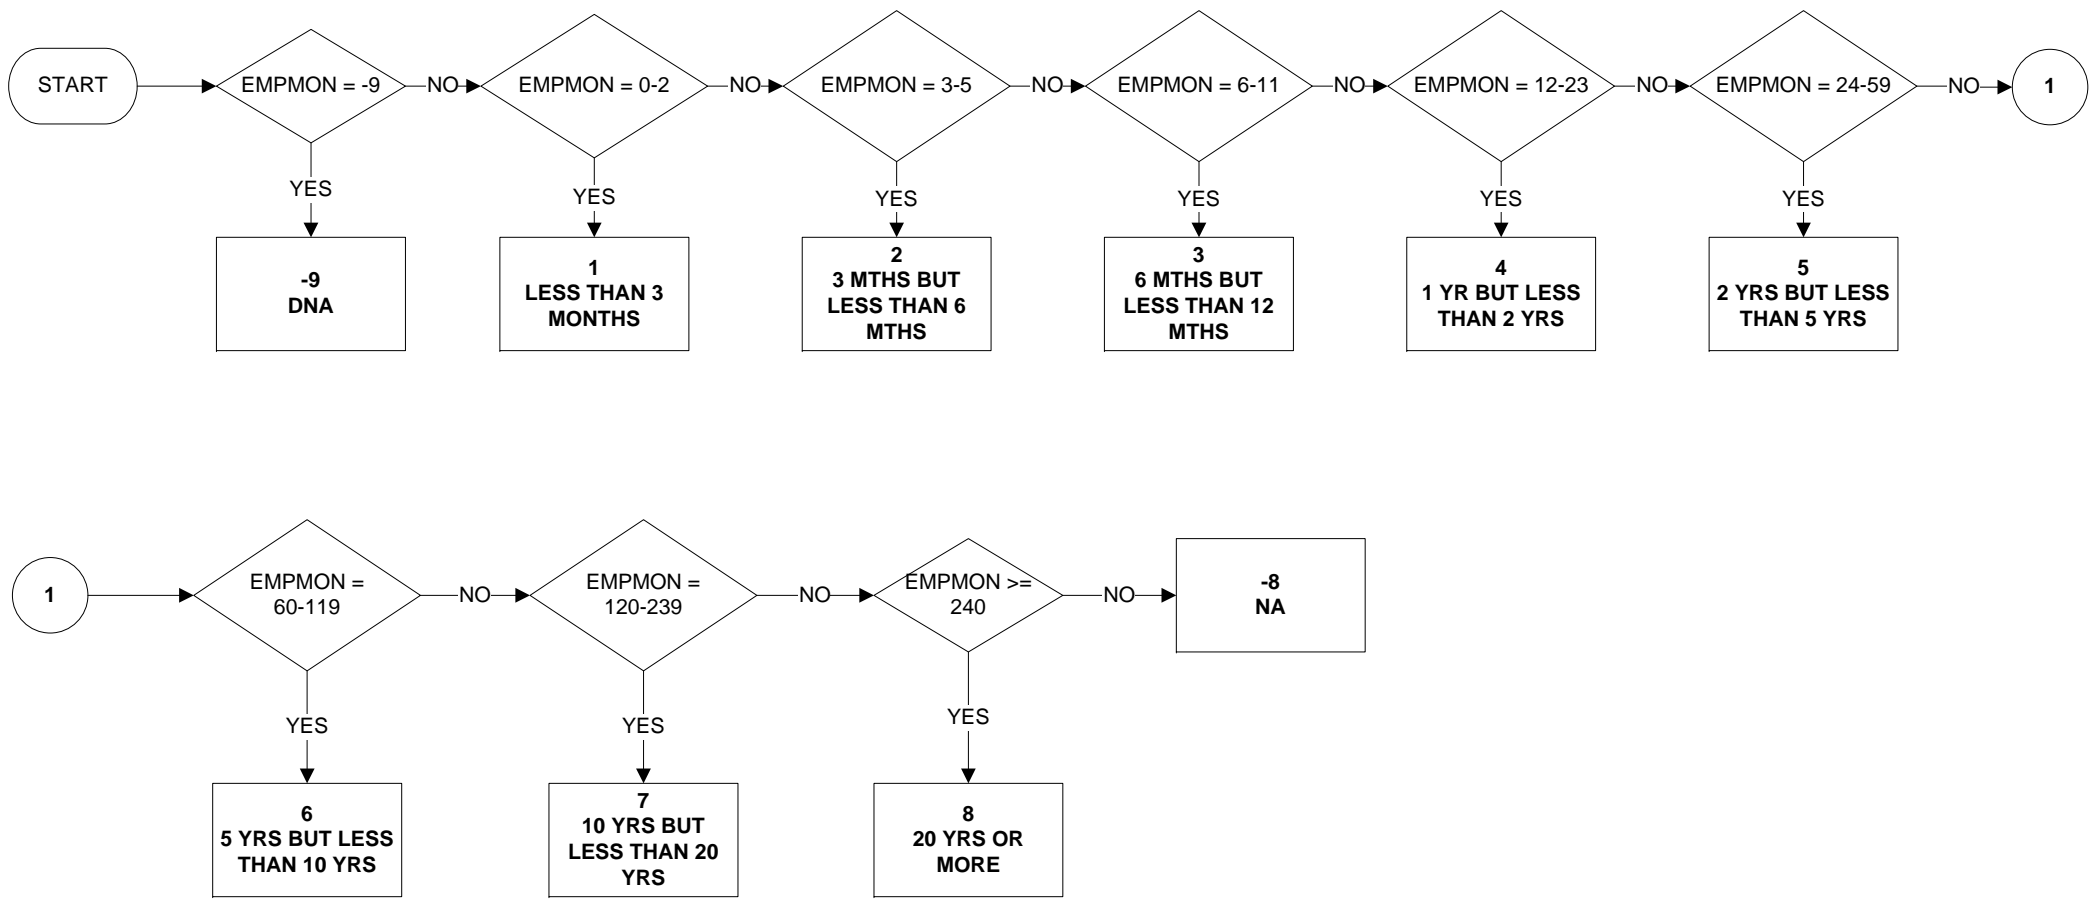 START
EMPMON = -9
NO
EMPMON = 0-2
NO
EMPMON = 3-5
NO
EMPMON = 6-11
NO
EMPMON = 12-23
NO
EMPMON = 24-59
NO
1
YES
YES
YES
YES
YES
YES
-9
DNA
1
LESS THAN 3
MONTHS
2
3 MTHS BUT
LESS THAN 6
MTHS
3
6 MTHS BUT
LESS THAN 12
MTHS
4
1 YR BUT LESS
THAN 2 YRS
5
2 YRS BUT LESS
THAN 5 YRS
1
EMPMON =
60-119
NO
EMPMON =
120-239
NO
EMPMON >=
240
NO
-8
NA
YES
YES
YES
6
5 YRS BUT LESS
THAN 10 YRS
7
10 YRS BUT
LESS THAN 20
YRS
8
20 YRS OR
MORE